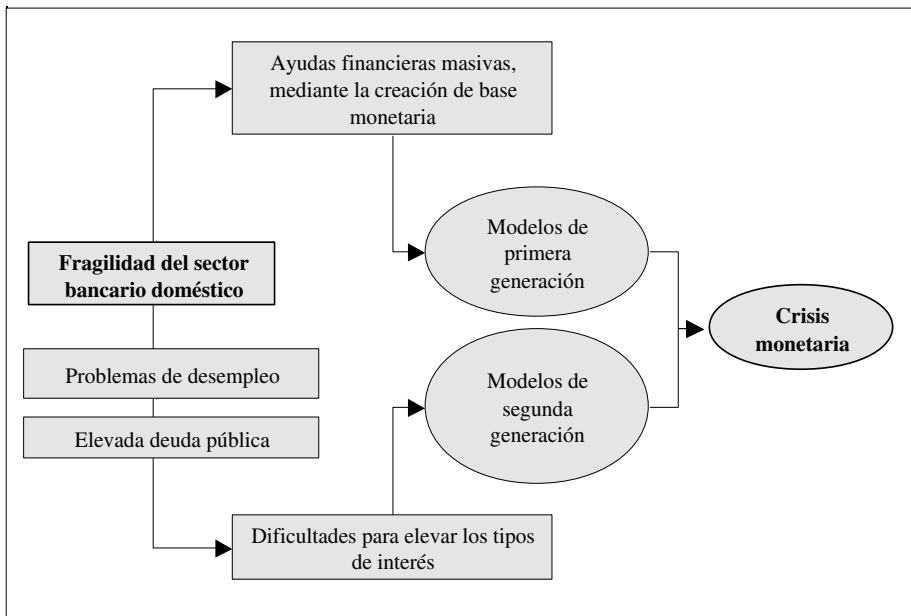 Ayudas financieras masivas,
mediante la creación de base
monetaria
Modelos de
primera
generación
Fragilidad del sector
bancario doméstico
Crisis
monetaria
Problemas de desempleo
Modelos de
segunda
generación
Elevada deuda pública
Dificultades para elevar los tipos
de interés